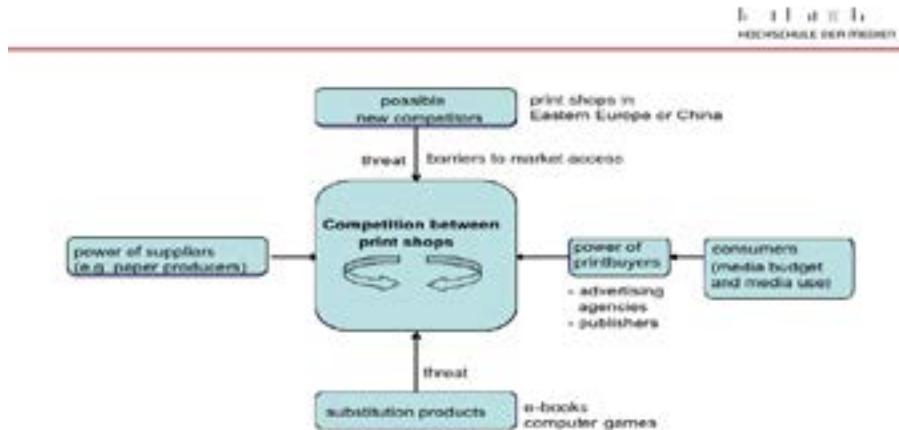 HOCHSCHULE DER MEDIEN
possible
new competitors
print shops in
Eastern Europe or China
threat
barriers to market access
Competition between
print shops
power of suppliers
(e.g. paper producers)
power of
printbuyers
consumers
(media budget
and media use)
- advertising
agencies
- publishers
threat
substitution products
e-books
computer games